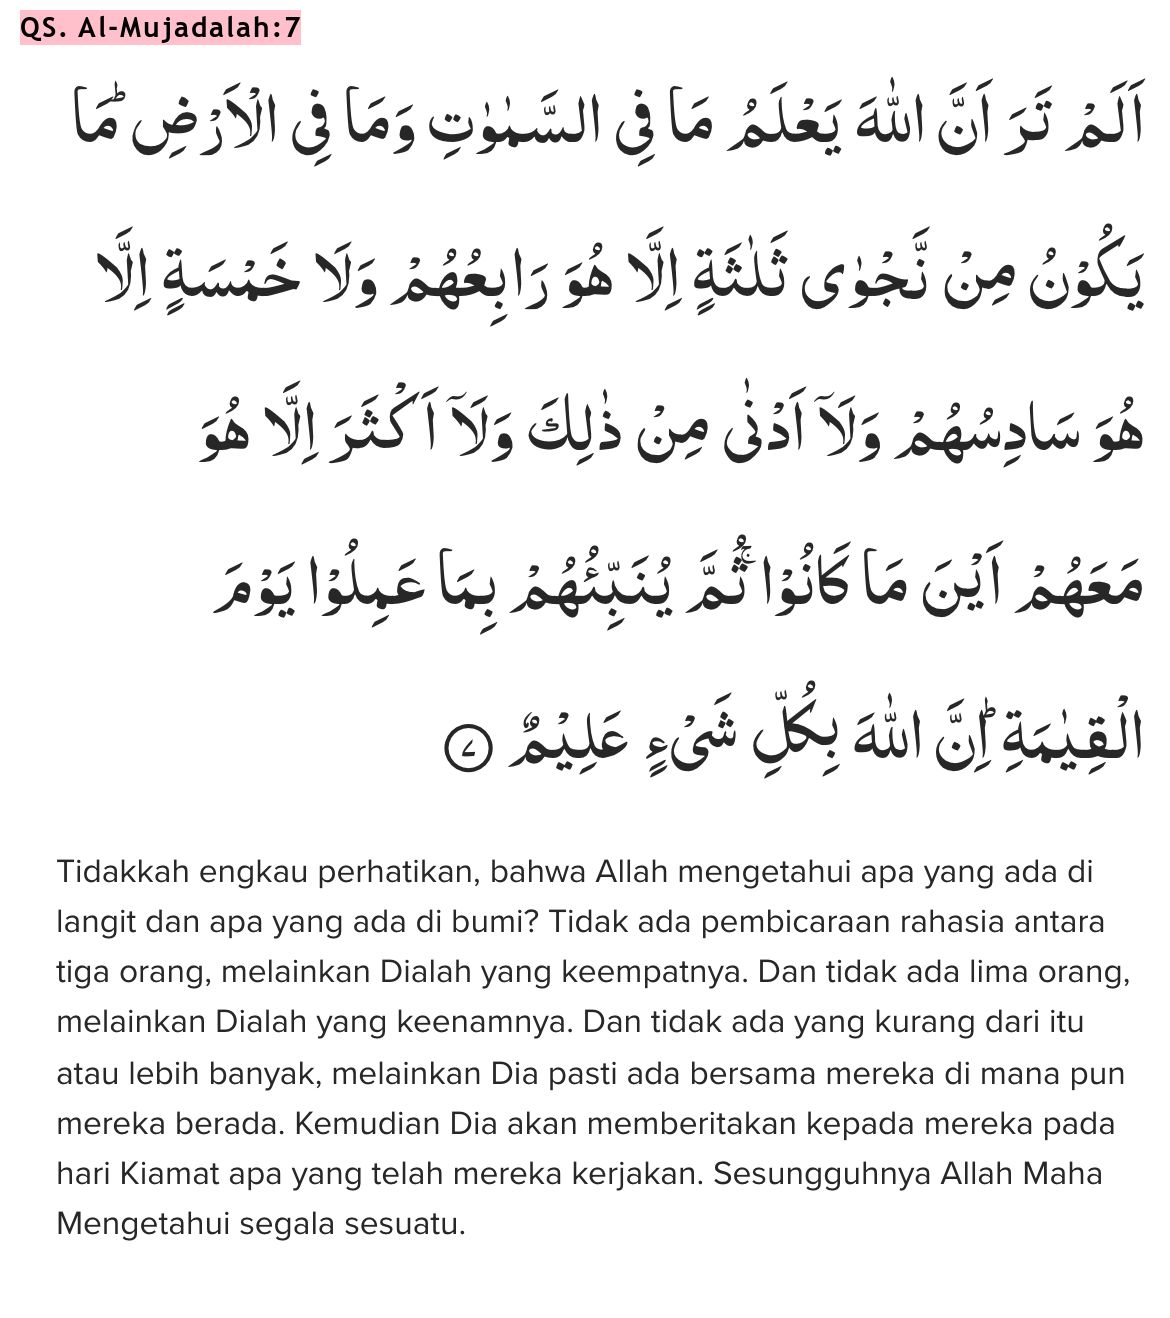 QS. Al-Mujadalah:7
اَلَمْ تَرَ اَنَّ اللّٰهَ يَعْلَمُ مَا فِى السَّمٰوٰتِ وَمَا فِى الْاَرْضِۗ مَا
يَكُوْنُ مِنْ نَّجْوٰى ثَلٰثَةٍ اِلَّا هُوَ رَابِعُهُمْ وَلَا خَمْسَةٍ اِلَّا
هُوَ سَادِسُهُمْ وَلَآ اَدْنٰى مِنْ ذٰلِكَ وَلَآ اَكْثَرَ اِلَّا هُوَ
مَعَهُمْ اَيْنَ مَا كَانُوْاۚ ثُمَّ يُنَبِّئُهُمْ بِمَا عَمِلُوْا يَوْمَ
الْقِيٰمَةِۗ اِنَّ اللّٰهَ بِكُلِّ شَيْءٍ عَلِيْمٌ ٧
Tidakkah engkau perhatikan, bahwa Allah mengetahui apa yang ada di
langit dan apa yang ada di bumi? Tidak ada pembicaraan rahasia antara
tiga orang, melainkan Dialah yang keempatnya. Dan tidak ada lima orang,
melainkan Dialah yang keenamnya. Dan tidak ada yang kurang dari itu
atau lebih banyak, melainkan Dia pasti ada bersama mereka di mana pun
mereka berada. Kemudian Dia akan memberitakan kepada mereka pada
hari Kiamat apa yang telah mereka kerjakan. Sesungguhnya Allah Maha
Mengetahui segala sesuatu.